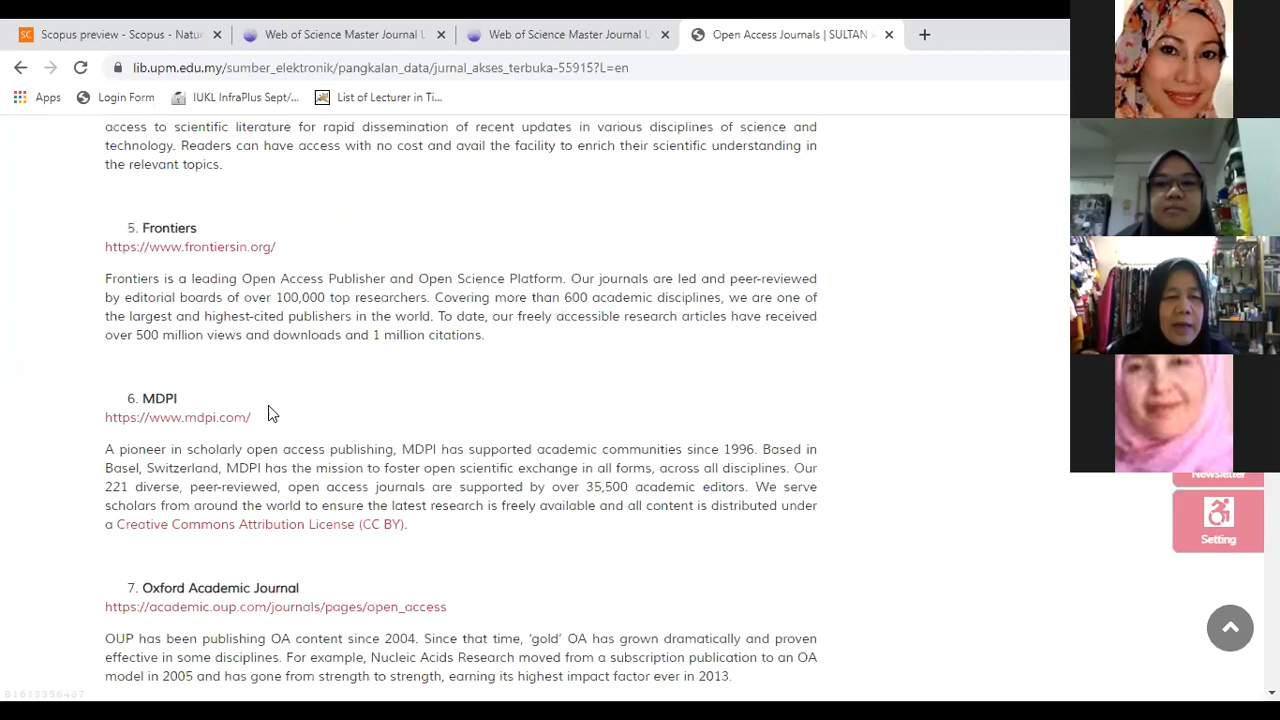 Scopus preview - Scopus - Natu
Web of Science Master Journal L
Web of Science Master Journal L
Open Access Journals | SULTAN
lib.upm.edu.my/sumber_elektronik/pangkalan_data/jurnal_akses_terbuka-55915?L=en
Apps
Login Form
IUKL InfraPlus Sept/...
List of Lecturer in Ti...
access to scientific literature for rapid dissemination of recent updates in various disciplines of science and
technology. Readers can have access with no cost and avail the facility to enrich their scientific understanding in
the relevant topics.
5. Frontiers
https://www.frontiersin.org/
Frontiers is a leading Open Access Publisher and Open Science Platform. Our journals are led and peer-reviewed
by editorial boards of over 100,000 top researchers. Covering more than 600 academic disciplines, we are one of
the largest and highest-cited publishers in the world. To date, our freely accessible research articles have received
over 500 million views and downloads and 1 million citations.
6. MDPI
https://www.mdpi.com/
A pioneer in scholarly open access publishing, MDPI has supported academic communities since 1996. Based in
Basel, Switzerland, MDPI has the mission to foster open scientific exchange in all forms, across all disciplines. Our
221 diverse, peer-reviewed, open access journals are supported by over 35,500 academic editors. We serve
scholars from around the world to ensure the latest research is freely available and all content is distributed under
a Creative Commons Attribution License (CC BY).
7. Oxford Academic Journal
https://academic.oup.com/journals/pages/open_access
OUP has been publishing OA content since 2004. Since that time, 'gold' OA has grown dramatically and proven
effective in some disciplines. For example, Nucleic Acids Research moved from a subscription publication to an OA
model in 2005 and has gone from strength to strength, earning its highest impact factor ever in 2013.
Newsletter
Setting